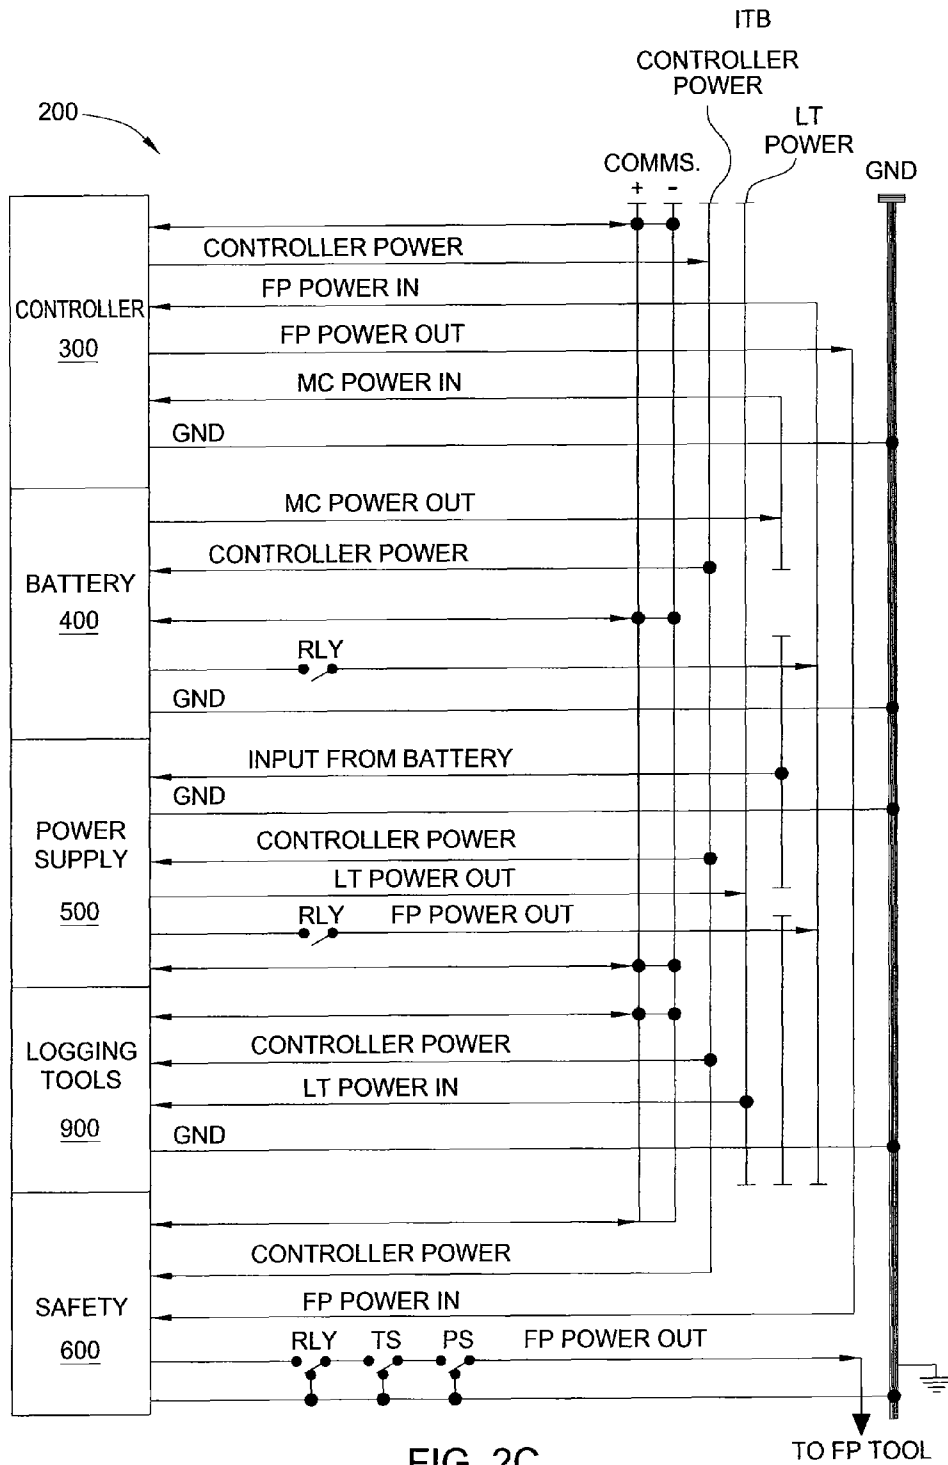 ITB
CONTROLLER
POWER
200
LT
POWER
COMMS.
GND
+ -
CONTROLLER POWER
FP POWER IN
CONTROLLER
300
FP POWER OUT
MC POWER IN
GND
MC POWER OUT
CONTROLLER POWER
BATTERY
400
RLY
GND
INPUT FROM BATTERY
GND
POWER
SUPPLY
500
CONTROLLER POWER
LT POWER OUT
RLY FP POWER OUT
LOGGING
TOOLS
900
CONTROLLER POWER
LT POWER IN
GND
CONTROLLER POWER
SAFETY
600
FP POWER IN
RLY TS PS FP POWER OUT
TO FP TOOL
FIG. 2C